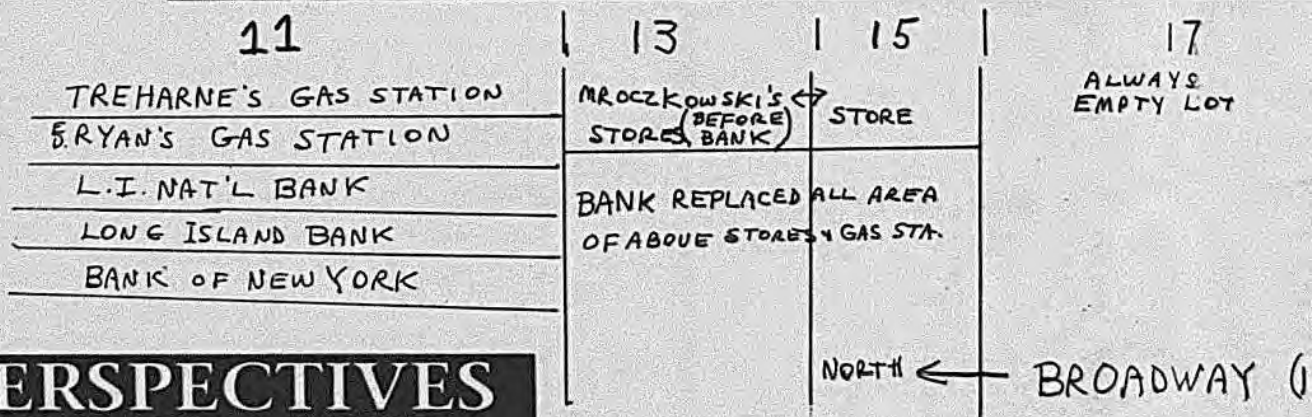 11
TREHARNE'S GAS STATION
RYAN'S GAS STATION
L.I. NAT'L BANK
LONG ISLAND BANK
BANK OF NEW YORK
13
15
MROCZKOWSKI'S ↔ STORE
STORES (BEFORE BANK)
BANK REPLACED ALL AREA
OF ABOVE STORES & GAS STA.
17
ALWAYS
EMPTY LOT
NORTH ← BROADWAY (
ERSPECTIVES